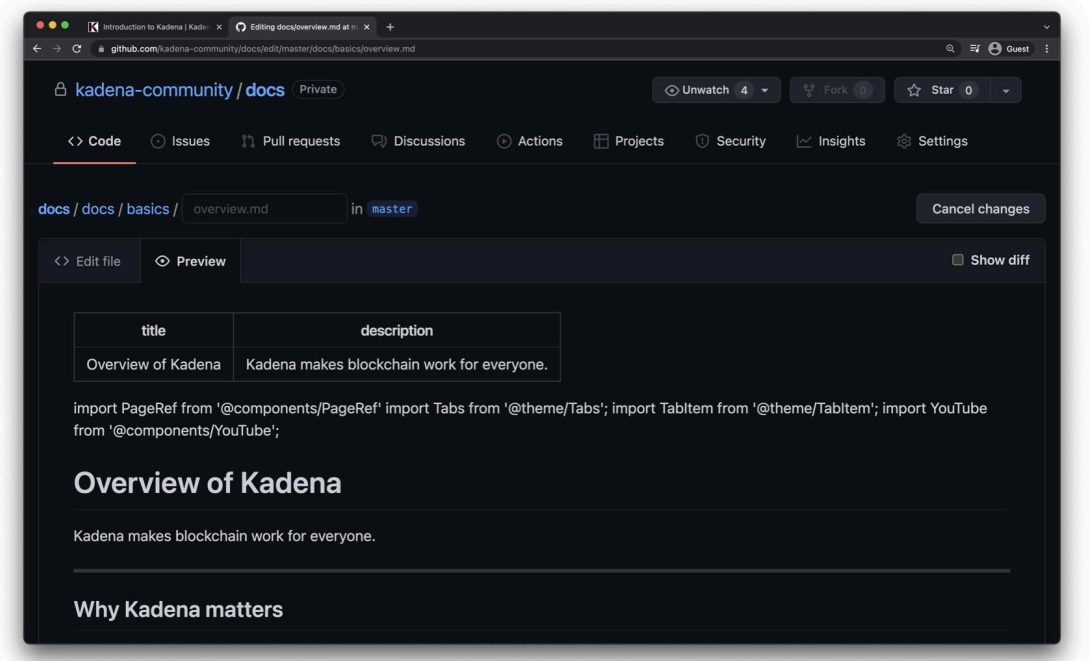 Introduction to Kadena | Kaden
Editing docs/overview.md at m
github.com/kadena-community/docs/edit/master/docs/basics/overview.md
Guest
kadena-community / docs Private
Unwatch 4
Fork 0
Star 0
Code
Issues
Pull requests
Discussions
Actions
Projects
Security
Insights
Settings
docs / docs / basics / overview.md in master
Cancel changes
Edit file
Preview
Show diff
title description
Overview of Kadena Kadena makes blockchain work for everyone.
import PageRef from '@components/PageRef' import Tabs from '@theme/Tabs'; import TabItem from '@theme/TabItem'; import YouTube
from '@components/YouTube';
Overview of Kadena
Kadena makes blockchain work for everyone.
Why Kadena matters